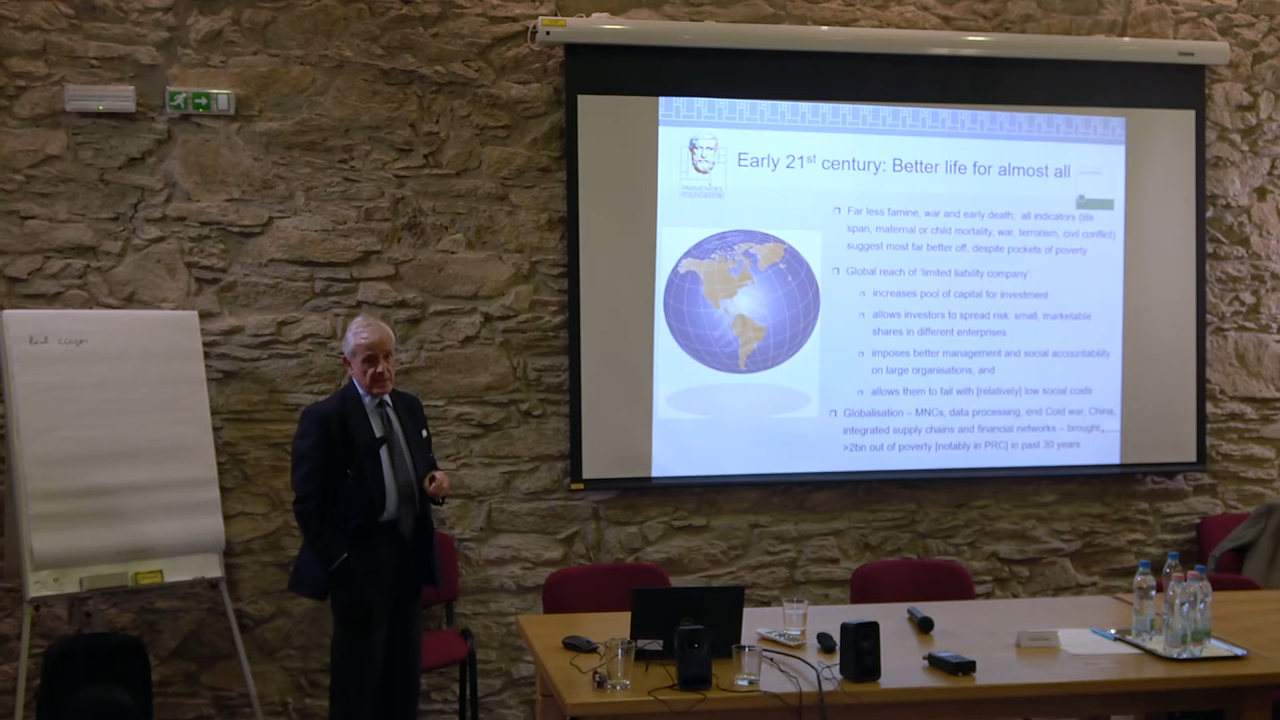 Early 21st century: Better life for almost all
FOUNDATION
Far less famine, war and early death; all indicators (life
span, maternal or child mortality, war, terrorism, civil conflict)
suggest most far better off, despite pockets of poverty
Global reach of 'limited liability company':
increases pool of capital for investment
allows investors to spread risk: small, marketable
shares in different enterprises
imposes better management and social accountability
on large organisations, and
allows them to fail with [relatively] low social costs
Globalisation – MNCs, data processing, end Cold war, China,
integrated supply chains and financial networks – brought
>2bn out of poverty [notably in PRC] in past 30 years